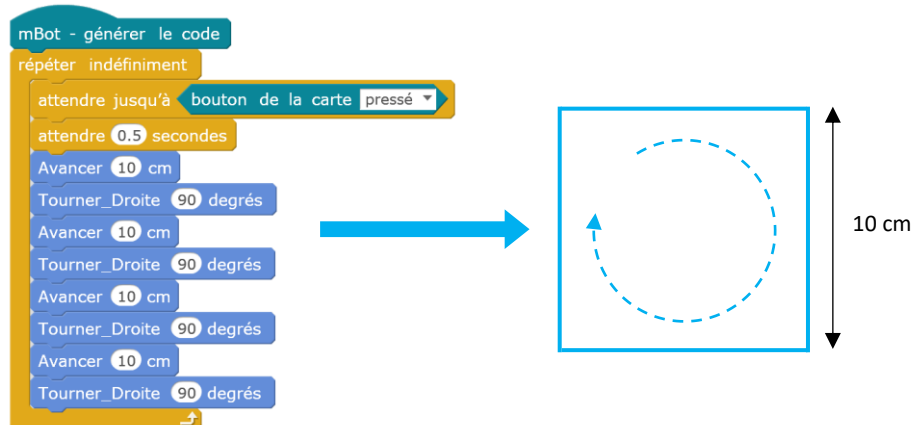 mBot - générer le code
répéter indéfiniment
attendre jusqu'à bouton de la carte pressé
attendre 0.5 secondes
Avancer 10 cm
Tourner_Droite 90 degrés
Avancer 10 cm
Tourner_Droite 90 degrés
Avancer 10 cm
Tourner_Droite 90 degrés
Avancer 10 cm
Tourner_Droite 90 degrés
10 cm